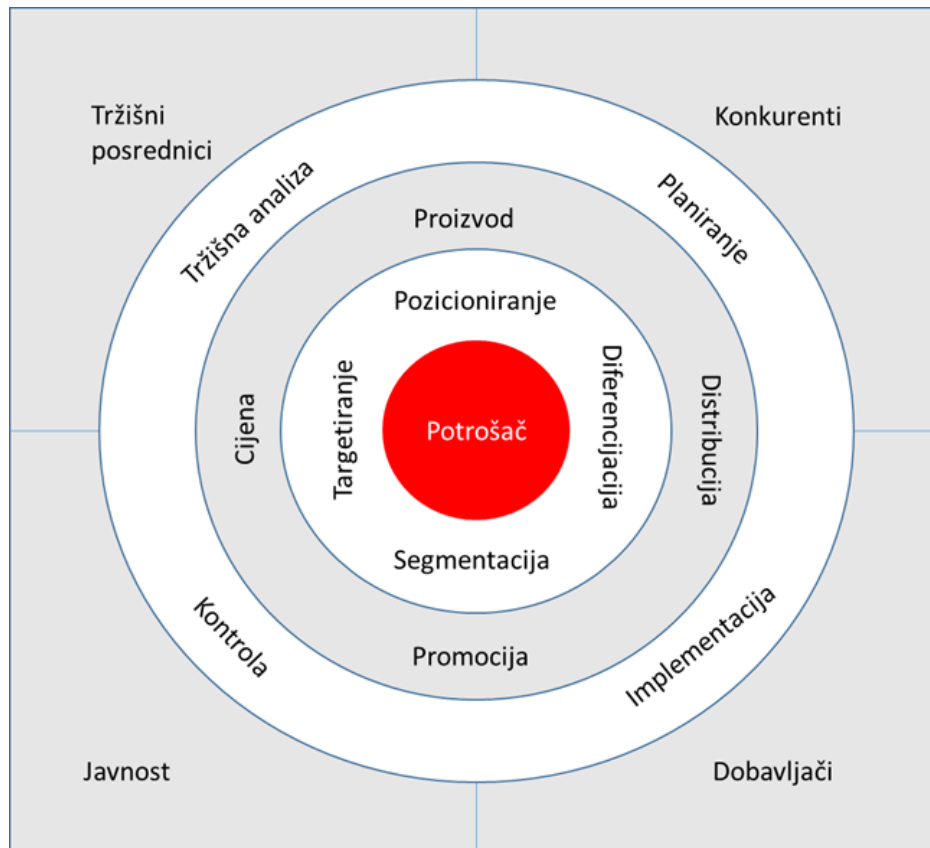 Tržišni
posrednici
Konkurenti
Tržišna analiza
Planiranje
Proizvod
Pozicioniranje
Cijena
Targetiranje
Potrošač
Diferencijacija
Distribucija
Segmentacija
Promocija
Kontrola
Implementacija
Javnost
Dobavljači